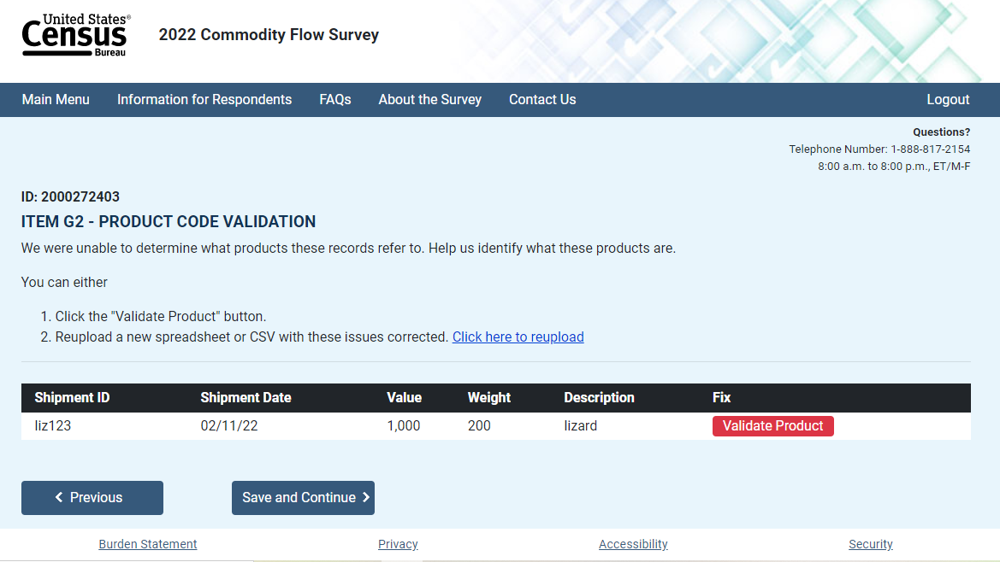 United States®
Census
Bureau
2022 Commodity Flow Survey
Main Menu Information for Respondents FAQs About the Survey Contact Us Logout
Questions?
Telephone Number: 1-888-817-2154
8:00 a.m. to 8:00 p.m., ET/M-F
ID: 2000272403
ITEM G2 - PRODUCT CODE VALIDATION
We were unable to determine what products these records refer to. Help us identify what these products are.
You can either
1. Click the "Validate Product" button.
2. Reupload a new spreadsheet or CSV with these issues corrected. Click here to reupload
Shipment ID Shipment Date Value Weight Description Fix
liz123 02/11/22 1,000 200 lizard Validate Product
Previous Save and Continue
Burden Statement Privacy Accessibility Security